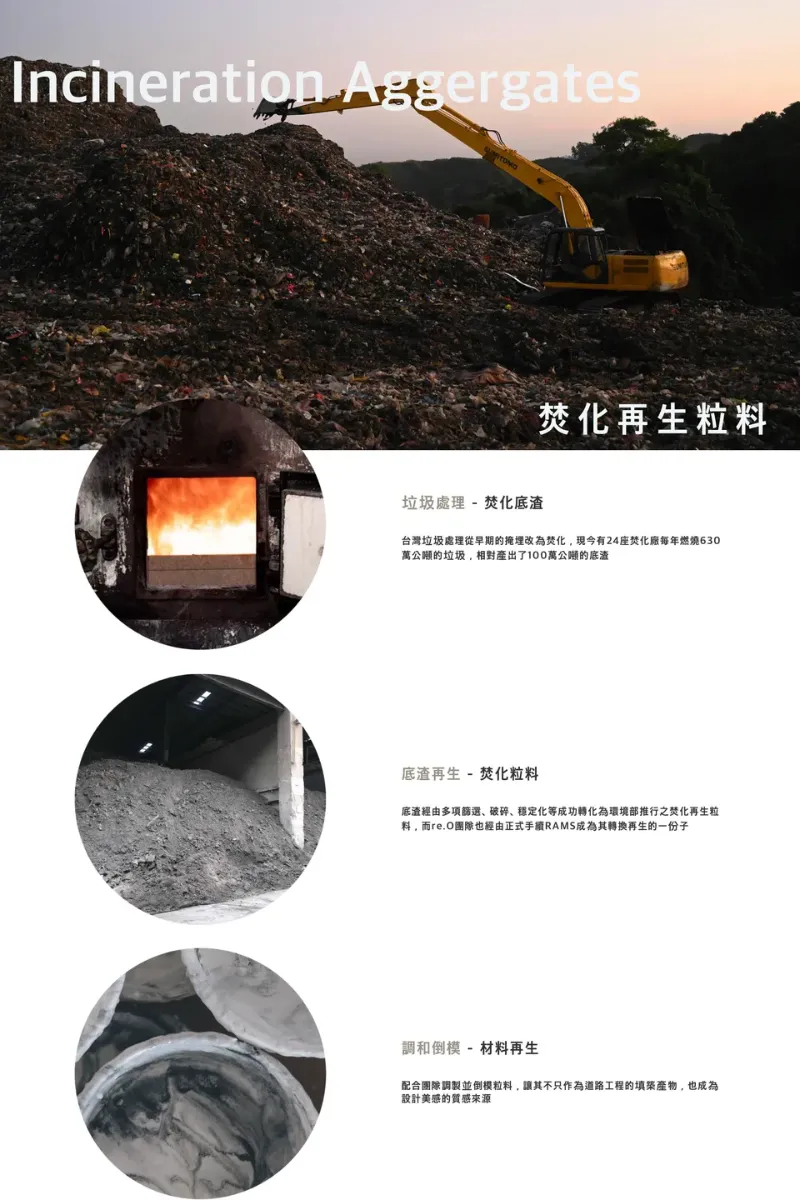 Incineration Aggergates
焚化再生粒料
垃圾處理 - 焚化底渣
台灣垃圾處理從早期的掩埋改為焚化，現今有24座焚化廠每年燃燒630
萬公噸的垃圾，相對產出了100萬公噸的底渣
底渣再生 - 焚化粒料
底渣經由多項篩選、破碎、穩定化等成功轉化為環境部推行之焚化再生粒
料，而re.O團隊也經由正式手續RAMS成為其轉換再生的一份子
調和倒模 - 材料再生
配合團隊調製並倒模粒料，讓其不只作為道路工程的填築產物，也成為
設計美感的質感來源